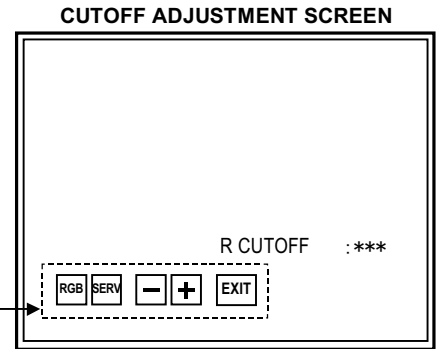 CUTOFF ADJUSTMENT SCREEN
R CUTOFF :***
RGB SERV − + EXIT